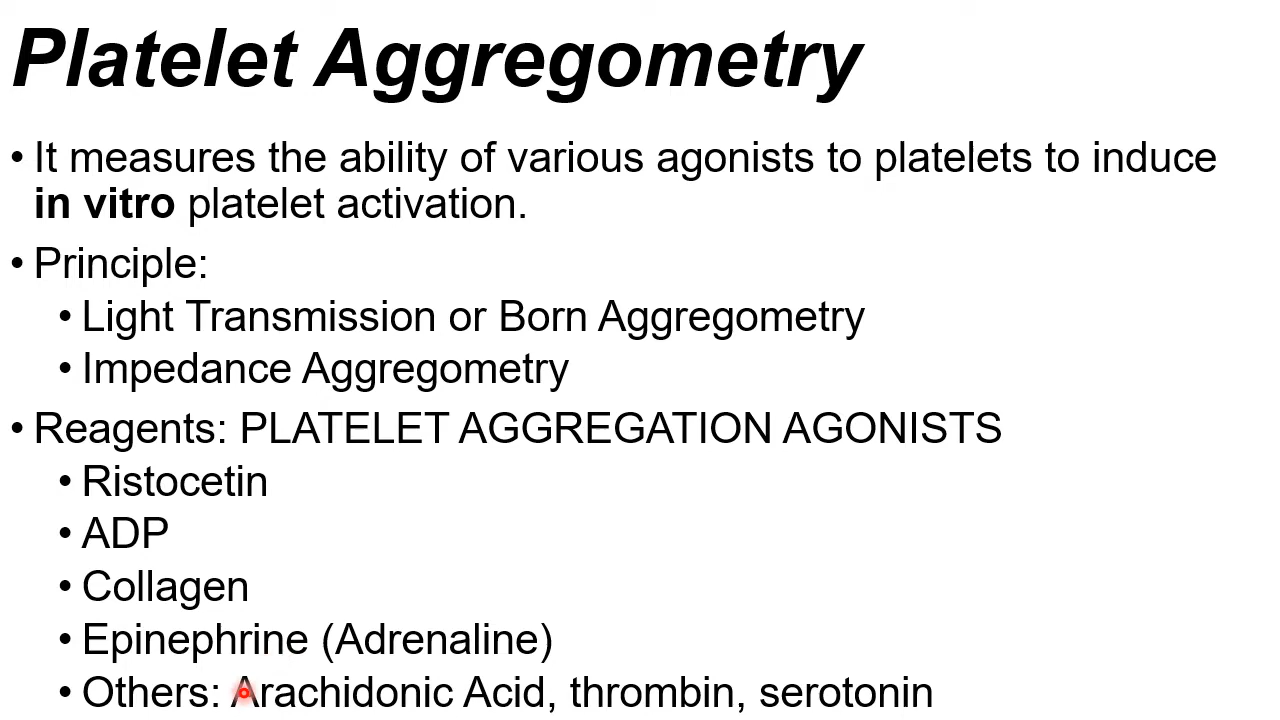 Platelet Aggregometry
• It measures the ability of various agonists to platelets to induce
in vitro platelet activation.
• Principle:
• Light Transmission or Born Aggregometry
• Impedance Aggregometry
• Reagents: PLATELET AGGREGATION AGONISTS
• Ristocetin
• ADP
• Collagen
• Epinephrine (Adrenaline)
• Others: Arachidonic Acid, thrombin, serotonin